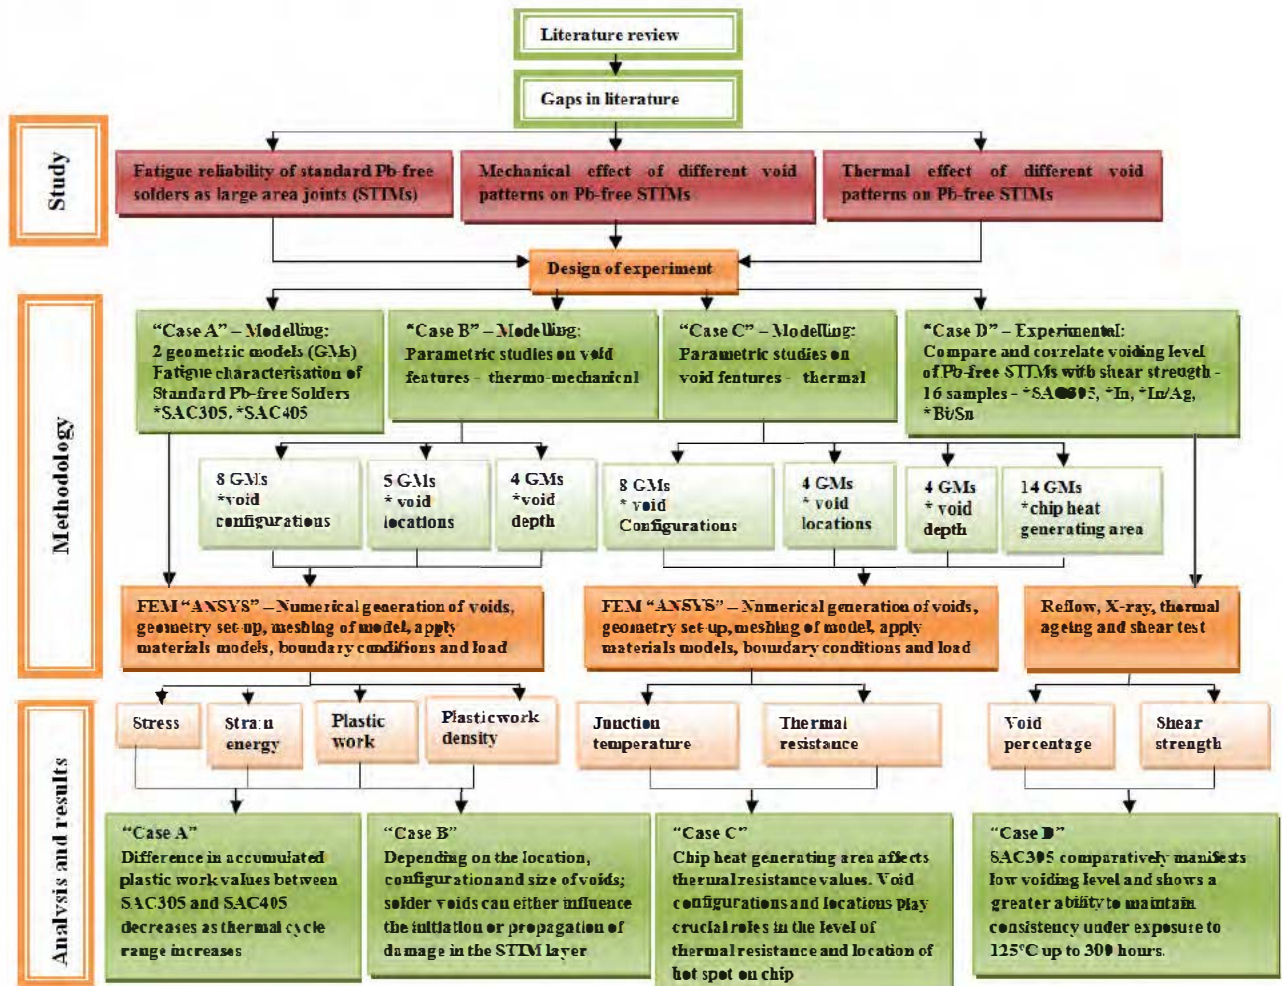 Literature review
Gaps in literature
Study
Fatigue reliability of standard Pb-free
solders as large area joints (STIMs)
Mechanical effect of different void
patterns on Pb-free STIMs
Thermal effect of different void
patterns on Pb-free STIMs
Design of experiment
Methodology
"Case A" – Modelling:
2 geometric models (GMs)
Fatigue characterisation of
Standard Pb-free Solders
*SAC305, *SAC405
"Case B" – Modelling:
Parametric studies on void
features - thermo-mechanical
"Case C" – Modelling:
Parametric studies on
void features - thermal
"Case D" – Experimental:
Compare and correlate voiding level
of Pb-free STIMs with shear strength -
16 samples - *SAC305, *In, *In/Ag,
*Bi/Sn
8 GMs
*void
configurations
5 GMs
* void
locations
4 GMs
*void
depth
8 GMs
* void
Configurations
4 GMs
* void
locations
4 GMs
* void
depth
14 GMs
*chip heat
generating area
FEM "ANSYS" – Numerical generation of voids,
geometry set-up, meshing of model, apply
materials models, boundary conditions and load
FEM "ANSYS" – Numerical generation of voids,
geometry set-up, meshing of model, apply
materials models, boundary conditions and load
Reflow, X-ray, thermal
ageing and shear test
Analysis and results
Stress
Strain
energy
Plastic
work
Plastic work
density
Junction
temperature
Thermal
resistance
Void
percentage
Shear
strength
"Case A"
Difference in accumulated
plastic work values between
SAC305 and SAC405
decreases as thermal cycle
range increases
"Case B"
Depending on the location,
configuration and size of voids;
solder voids can either influence
the initiation or propagation of
damage in the STIM layer
"Case C"
Chip heat generating area affects
thermal resistance values. Void
configurations and locations play
crucial roles in the level of
thermal resistance and location of
hot spot on chip
"Case D"
SAC305 comparatively manifests
low voiding level and shows a
greater ability to maintain
consistency under exposure to
125°C up to 300 hours.